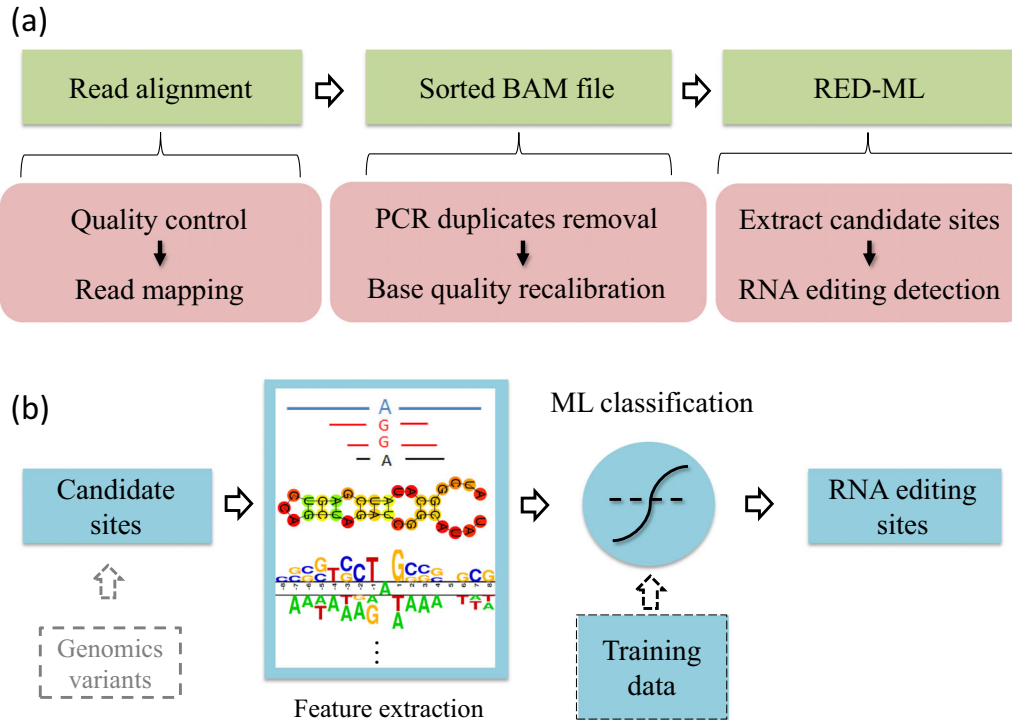 (a)
Read alignment
Sorted BAM file
RED-ML
Quality control
Read mapping
PCR duplicates removal
Base quality recalibration
Extract candidate sites
RNA editing detection
(b)
Candidate
sites
Genomics
variants
A
G
G
A
Feature extraction
ML classification
Training
data
RNA editing
sites